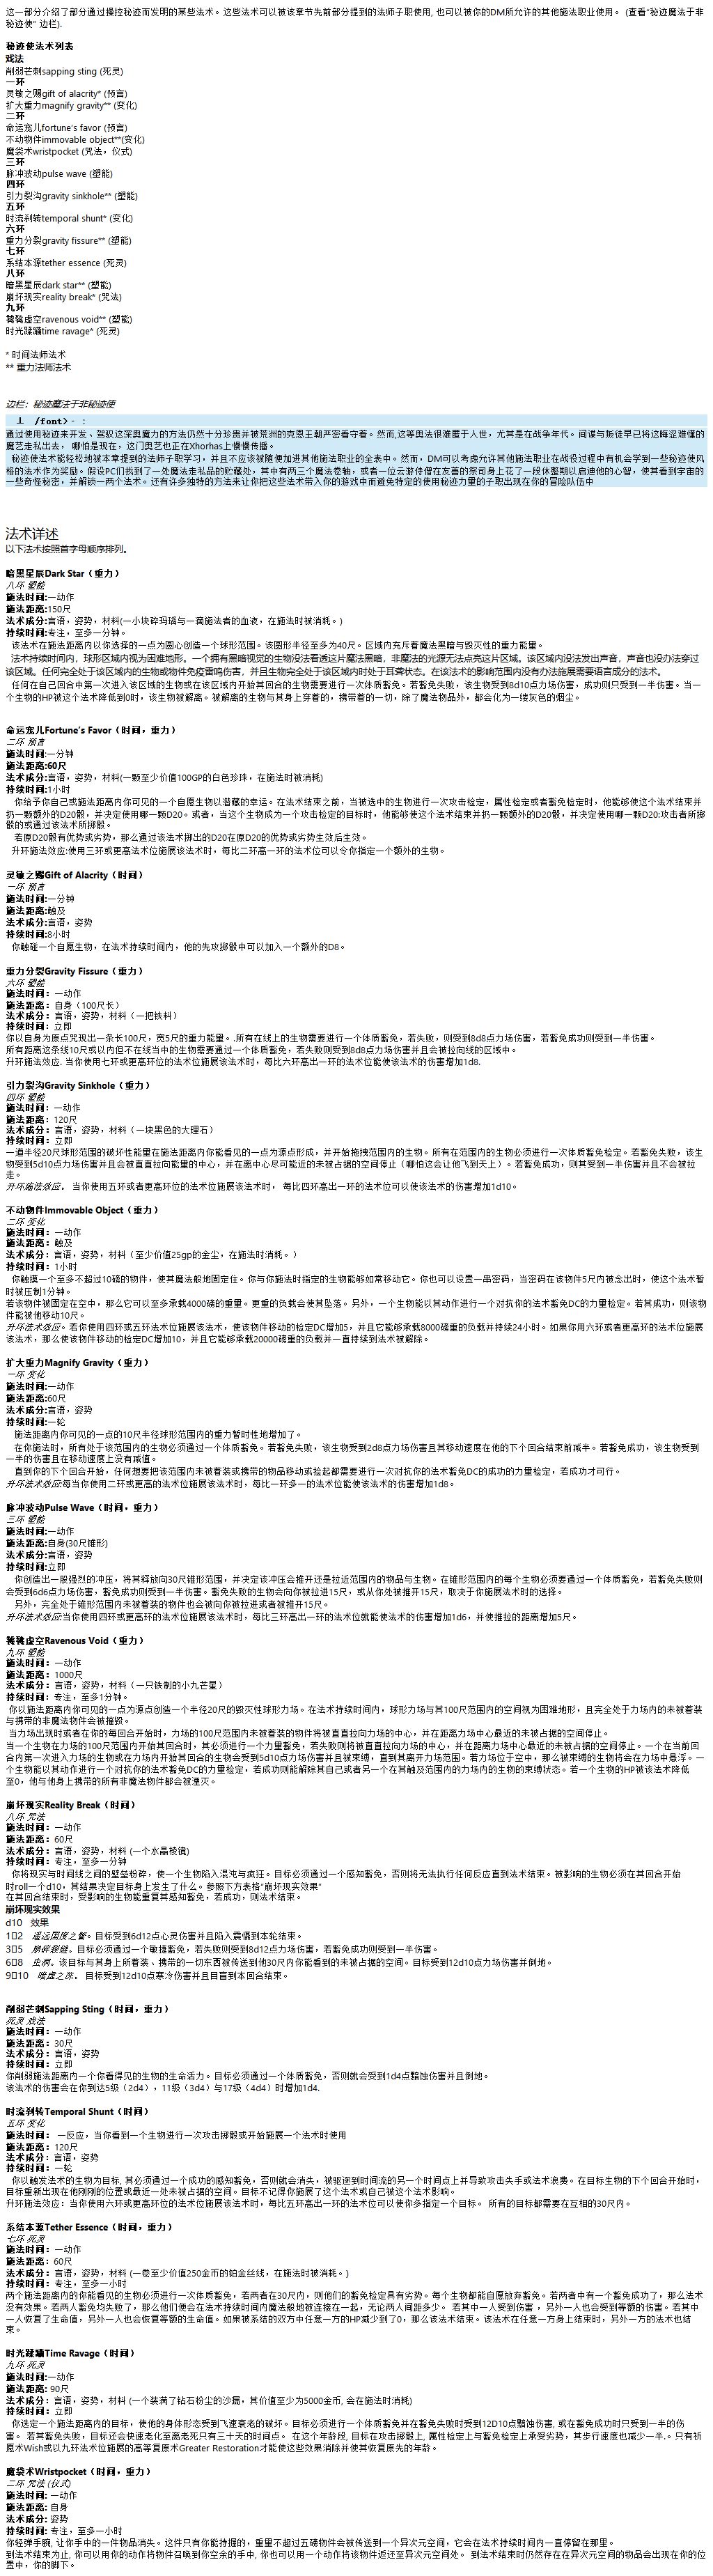 这一部分介绍了部分通过操控秘迹而发明的某些法术。这些法术可以被该章节先前部分提到的法师子职使用, 也可以被你的DM所允许的其他施法职业使用。 (查看“秘迹魔法于非
秘迹使” 边栏).
秘迹使法术列表
戏法
削弱芒刺sapping sting (死灵)
一环
灵敏之赐gift of alacrity* (预言)
扩大重力magnify gravity** (变化)
二环
命运宠儿fortune's favor (预言)
不动物件immovable object**(变化)
魔袋术wristpocket (咒法，仪式)
三环
脉冲波动pulse wave (塑能)
四环
引力裂沟gravity sinkhole** (塑能)
五环
时流刹转temporal shunt* (变化)
六环
重力分裂gravity fissure** (塑能)
七环
系结本源tether essence (死灵)
八环
暗黑星辰dark star** (塑能)
崩坏现实reality break* (咒法)
九环
饕餮虚空ravenous void** (塑能)
时光蹂躏time ravage* (死灵)
* 时间法师法术
** 重力法师法术
边栏：秘迹魔法于非秘迹使
/font> - ：
通过使用秘迹来开发、驾驭这深奥魔力的方法仍然十分珍贵并被荒洲的克恩王朝严密看守着。然而,这等奥法很难匿于人世，尤其是在战争年代。间谍与叛徒早已将这晦涩难懂的
魔艺走私出去， 哪怕是现在，这门奥艺也正在Xhorhas上慢慢传播。
秘迹使法术能轻松地被本章提到的法师子职学习，并且不应该被随便加进其他施法职业的全表中。然而，DM可以考虑允许其他施法职业在战役过程中有机会学到一些秘迹使风
格的法术作为奖励。假设PC们找到了一处魔法走私品的贮藏处，其中有两三个魔法卷轴，或者一位云游侍僧在友善的祭司身上花了一段休整期以启迪他的心智，使其看到宇宙的
一些奇怪秘密，并解锁一两个法术。还有许多独特的方法来让你把这些法术带入你的游戏中而避免特定的使用秘迹力量的子职出现在你的冒险队伍中
法术详述
以下法术按照首字母顺序排列。
暗黑星辰Dark Star（重力）
八环 塑能
施法时间:一动作
施法距离:150尺
法术成分:言语，姿势，材料(一小块碎玛瑙与一滴施法者的血液，在施法时被消耗。)
持续时间:专注，至多一分钟。
该法术在施法距离内以你选择的一点为圆心创造一个球形范围。该圆形半径至多为40尺。区域内充斥着魔法黑暗与毁灭性的重力能量。
法术持续时间内，球形区域内视为困难地形。一个拥有黑暗视觉的生物没法看透这片魔法黑暗，非魔法的光源无法点亮这片区域。该区域内没法发出声音，声音也没办法穿过
该区域。任何完全处于该区域内的生物或物件免疫雷鸣伤害，并且生物完全处于该区域内时处于耳聋状态。在该法术的影响范围内没有办法施展需要语言成分的法术。
任何在自己回合中第一次进入该区域的生物或在该区域内开始其回合的生物需要进行一次体质豁免。若豁免失败，该生物受到8d10点力场伤害，成功则只受到一半伤害。当一
个生物的HP被这个法术降低到0时，该生物被解离。被解离的生物与其身上穿着的，携带着的一切，除了魔法物品外，都会化为一缕灰色的烟尘。
命运宠儿Fortune's Favor（时间，重力）
二环 预言
施法时间:一分钟
施法距离:60尺
法术成分:言语，姿势，材料(一颗至少价值100GP的白色珍珠，在施法时被消耗)
持续时间:1小时
你给予你自己或施法距离内你可见的一个自愿生物以潜藏的幸运。在法术结束之前，当被选中的生物进行一次攻击检定，属性检定或者豁免检定时，他能够使这个法术结束并
扔一颗额外的D20骰，并决定使用哪一颗D20。或者，当这个生物成为一个攻击检定的目标时，他能够使这个法术结束并扔一颗额外的D20骰，并决定使用哪一颗D20:攻击者所掷
骰的或通过该法术所掷骰。
若原D20骰有优势或劣势，那么通过该法术掷出的D20在原D20的优势或劣势生效后生效。
升环施法效应:使用三环或更高法术位施展该法术时，每比二环高一环的法术位可以令你指定一个额外的生物。
灵敏之赐Gift of Alacrity（时间）
一环 预言
施法时间:一分钟
施法距离:触及
法术成分:言语，姿势
持续时间:8小时
你触碰一个自愿生物，在法术持续时间内，他的先攻掷骰中可以加入一个额外的D8。
重力分裂Gravity Fissure（重力）
六环 塑能
施法时间：一动作
施法距离：自身（100尺长）
法术成分：言语，姿势，材料（一把铁料）
持续时间：立即
你以自身为原点咒现出一条长100尺，宽5尺的重力能量。.所有在线上的生物需要进行一个体质豁免，若失败，则受到8d8点力场伤害，若豁免成功则受到一半伤害。
所有距离这条线10尺或以内但不在线当中的生物需要通过一个体质豁免，若失败则受到8d8点力场伤害并且会被拉向线的区域中。
升环施法效应. 当你使用七环或更高环位的法术位施展该法术时，每比六环高出一环的法术位能使该法术的伤害增加1d8.
引力裂沟Gravity Sinkhole（重力）
四环 塑能
施法时间：一动作
施法距离：120尺
法术成分：言语，姿势，材料（一块黑色的大理石）
持续时间：立即
一道半径20尺球形范围的破坏性能量在施法距离内你能看见的一点为源点形成，并开始拖拽范围内的生物。所有在范围内的生物必须进行一次体质豁免检定。若豁免失败，该生
物受到5d10点力场伤害并且会被直直拉向能量的中心，并在离中心尽可能近的未被占据的空间停止（哪怕这会让他飞到天上）。若豁免成功，则其受到一半伤害并且不会被拉
走。
升环施法效应。当你使用五环或者更高环位的法术位施展该法术时， 每比四环高出一环的法术位可以使该法术的伤害增加1d10。
不动物件Immovable Object（重力）
二环 变化
施法时间：一动作
施法距离：触及
法术成分：言语，姿势，材料（至少价值25gp的金尘，在施法时消耗。）
持续时间：1小时
你触摸一个至多不超过10磅的物件，使其魔法般地固定住。你与你施法时指定的生物能够如常移动它。你也可以设置一串密码，当密码在该物件5尺内被念出时，使这个法术暂
时被压制1分钟。
若该物件被固定在空中，那么它可以至多承载4000磅的重量。更重的负载会使其坠落。另外，一个生物能以其动作进行一个对抗你的法术豁免DC的力量检定。若其成功，则该物
件能被他移动10尺。
升环法术效应。若你使用四环或五环法术位施展该法术，使该物件移动的检定DC增加5，并且它能够承载8000磅的负载并持续24小时。如果你用六环或者更高环的法术位施展
该法术，那么使该物件移动的检定DC增加10，并且它能够承载20000磅重的负载并一直持续到法术被解除。
扩大重力Magnify Gravity（重力）
一环 变化
施法时间:一动作
施法距离:60尺
法术成分:言语，姿势
持续时间:一轮
施法距离内你可见的一点的10尺半径球形范围内的重力暂时性地增加了。
在你施法时，所有处于该范围内的生物必须通过一个体质豁免。若豁免失败，该生物受到2d8点力场伤害且其移动速度在他的下个回合结束前减半。若豁免成功，该生物受到
一半的伤害且在移动速度上没有减值。
直到你的下个回合开始，任何想要把该范围内未被着装或携带的物品移动或捡起都需要进行一次对抗你的法术豁免DC的成功的力量检定，若成功才可行。
升环法术效应:每当你使用二环或更高的法术位施展该法术时，每比一环多一的法术位能使该法术的伤害增加1d8。
脉冲波动Pulse Wave（时间，重力）
三环 塑能
施法时间:一动作
施法距离:自身(30尺锥形)
法术成分:言语，姿势
持续时间:立即
你创造出一般强烈的冲压，将其释放向30尺锥形范围，并决定该冲压会推开还是拉近范围内的物品与生物。在锥形范围内的每个生物必须要通过一个体质豁免，若豁免失败则
会受到6d6点力场伤害，豁免成功则受到一半伤害。豁免失败的生物会向你被拉进15尺，或从你处被推开15尺，取决于你施展法术时的选择。
另外，完全处于锥形范围内未被着装的物件也会被向你拉进或者被推开15尺。
升环法术效应:当你使用四环或更高环的法术位施展该法术时，每比三环高出一环的法术位就能使法术的伤害增加1d6，并使推拉的距离增加5尺。
饕餮虚空Ravenous Void（重力）
九环 塑能
施法时间：一动作
施法距离：1000尺
法术成分：言语，姿势，材料（一只铁制的小九芒星）
持续时间：专注，至多1分钟。
你以施法距离内你可见的一点为源点创造一个半径20尺的毁灭性球形力场。在法术持续时间内，球形力场与其100尺范围内的空间视为困难地形，且完全处于力场内的未被着装
与携带的非魔法物件会被摧毁。
当力场出现时或者在你的每回合开始时，力场的100尺范围内未被着装的物件将被直直拉向力场的中心，并在距离力场中心最近的未被占据的空间停止。
当一个生物在力场的100尺范围内开始其回合时，其必须进行一个力量豁免，若失败则将被直直拉向力场的中心，并在距离力场中心最近的未被占据的空间停止。一个在当前回
合内第一次进入力场的生物或在力场内开始其回合的生物会受到5d10点力场伤害并且被束缚，直到其离开力场范围。若力场位于空中，那么被束缚的生物将会在力场中悬浮。一
个生物能以其动作进行一个对抗你的法术豁免DC的力量检定，若成功则能解除其自己或者另一个在其触及范围内的力场内的生物的束缚状态。若一个生物的HP被该法术降低
至0，他与他身上携带的所有非魔法物件都会被湮灭。
崩坏现实Reality Break（时间）
八环 咒法
施法时间：一动作
施法距离：60尺
法术成分：言语，姿势，材料 (一个水晶棱镜)
持续时间：专注，至多一分钟
你将现实与时间线之间的壁垒粉碎，使一个生物陷入混沌与疯狂。目标必须通过一个感知豁免，否则将无法执行任何反应直到法术结束。被影响的生物必须在其回合开始
时roll一个d10，其结果决定目标身上发生了什么。参照下方表格“崩坏现实效果”
在其回合结束时，受影响的生物能重复其感知豁免，若成功，则法术结束。
崩坏现实效果
d10 效果
1□2 遥远国度之瞥。目标受到6d12点心灵伤害并且陷入震慑到本轮结束。
3□5 崩碎裂缝。目标必须通过一个敏捷豁免，若失败则受到8d12点力场伤害，若豁免成功则受到一半伤害。
6□8 虫洞。该目标与其身上所着装、携带的一切东西被传送到他30尺内你能看到的未被占据的空间。目标受到12d10点力场伤害并倒地。
9□10 暗虚之冻。目标受到12d10点寒冷伤害并且目盲到本回合结束。
削弱芒刺Sapping Sting（时间，重力）
死灵 戏法
施法时间：一动作
施法距离：30尺
法术成分：言语，姿势
持续时间：立即
你削弱施法距离内一个你看得见的生物的生命活力。目标必须通过一个体质豁免，否则就会受到1d4点黯蚀伤害并且倒地。
该法术的伤害会在你到达5级（2d4），11级（3d4）与17级（4d4）时增加1d4.
时流刹转Temporal Shunt（时间）
五环 变化
施法时间： 一反应，当你看到一个生物进行一次攻击掷骰或开始施展一个法术时使用
施法距离：120尺
法术成分：言语，姿势
持续时间：一轮
你以触发法术的生物为目标, 其必须通过一个成功的感知豁免，否则就会消失，被驱逐到时间流的另一个时间点上并导致攻击失手或法术浪费。在目标生物的下个回合开始时，
目标重新出现在他刚刚的位置或最近一处未被占据的空间。目标不记得你施展了这个法术或自己被这个法术影响。
升环施法效应：当你使用六环或更高环位的法术位施展该法术时，每比五环高出一环的法术位可以使你多指定一个目标。 所有的目标都需要在互相的30尺内。
系结本源Tether Essence（时间，重力）
七环 死灵
施法时间：一动作
施法距离：60尺
法术成分：言语，姿势，材料 (一卷至少价值250金币的铂金丝线，在施法时被消耗。)
持续时间：专注，至多一小时
两个施法距离内的你能看见的生物必须进行一次体质豁免，若两者在30尺内，则他们的豁免检定具有劣势。每个生物都能自愿放弃豁免。若两者中有一个豁免成功了，那么法术
没有效果。若两人豁免均失败了，那么他们便会在法术持续时间内魔法般地被连接在一起，无论两人间距多少。 若其中一人受到伤害 ，另外一人也会受到等额的伤害。若其中
一人恢复了生命值，另外一人也会恢复等额的生命值。如果被系结的双方中任意一方的HP减少到了0，那么该法术结束。该法术在任意一方身上结束时，另外一方的法术也结
束。
时光蹂躏Time Ravage（时间）
九环 死灵
施法时间:一动作
施法距离: 90尺
法术成分：言语，姿势，材料 (一个装满了钻石粉尘的沙漏，其价值至少为5000金币, 会在施法时消耗)
持续时间：立即
你选定一个施法距离内的目标，使他的身体形态受到飞速衰老的破坏。目标必须进行一个体质豁免并在豁免失败时受到12D10点黯蚀伤害, 或在豁免成功时只受到一半的伤
害。 若其豁免失败，目标还会快速老化至离老死只有三十天的时间点。 在这个年龄段, 目标在攻击掷骰上, 属性检定上与豁免检定上承受劣势，其步行速度也减少一半.。只有祈
愿术Wish或以九环法术位施展的高等复原术Greater Restoration才能使这些效果消除并使其恢复原先的年龄。
魔袋术Wristpocket（时间，重力）
二环 咒法 (仪式)
施法时间: 一动作
施法距离: 自身
法术成分: 姿势
持续时间: 专注，至多一小时
你轻弹手腕, 让你手中的一件物品消失。这件只有你能持握的，重量不超过五磅物件会被传送到一个异次元空间，它会在法术持续时间内一直停留在那里。
到法术结束为止, 你可以用你的动作将物件召唤到你空余的手中, 你也可以用一个动作将该物件返还至异次元空间处。 到法术结束时仍然存在在异次元空间的物品会出现在你的位
置中，你的脚下。